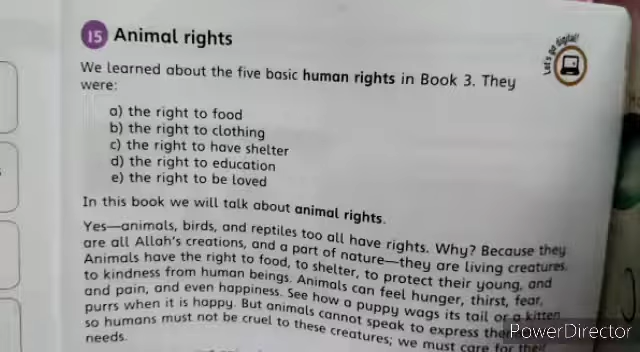 15 Animal rights
Let's go digital!
We learned about the five basic human rights in Book 3. They
were:
a) the right to food
b) the right to clothing
c) the right to have shelter
d) the right to education
e) the right to be loved
In this book we will talk about animal rights.
Yes—animals, birds, and reptiles too all have rights. Why? Because they
are all Allah's creations, and a part of nature—they are living creatures.
Animals have the right to food, to shelter, to protect their young, and
to kindness from human beings. Animals can feel hunger, thirst, fear,
and pain, and even happiness. See how a puppy wags its tail or a kitten
purrs when it is happy. But animals cannot speak to express
so humans must not be cruel to these creatures; we must care for their
needs.
PowerDirector